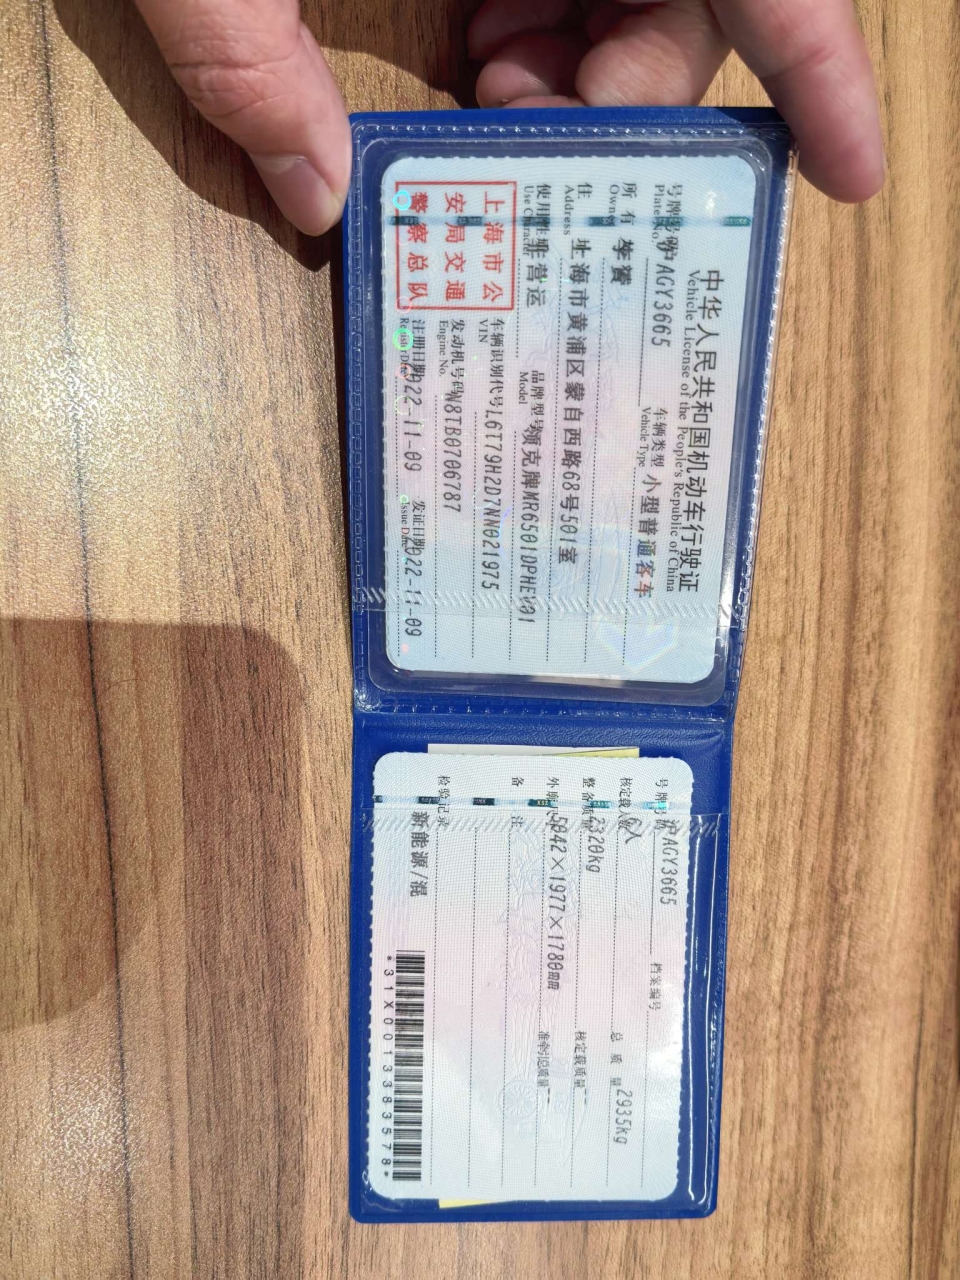 中华人民共和国机动车行驶证
Vehicle License of the People's Republic of China
号牌号码 沪AGY3665 车辆类型 小型普通客车
Plate No. Vehicle Type
所有人
Owner
住址 上海市黄浦区蒙自西路68号501室
Address
使用性质 非营运 品牌型号 领克牌MR6501DPHEV01
Use Character Model
上海市公安局交通警察总队
车辆识别代号 L6T79H2D7NN021975
VIN
发动机号码 W8TB0706787
Engine No.
注册日期 2022-11-09 发证日期 2022-11-09
Register Date Issue Date
号牌号码 沪AGY3665 档案编号
核定载人数 6人 总质量 2935kg
整备质量 2320kg 核定载质量 --
外廓尺寸 5042×1977×1780mm 准牵引总质量 --
备注
检验记录
新能源/混
*31X0013383578*